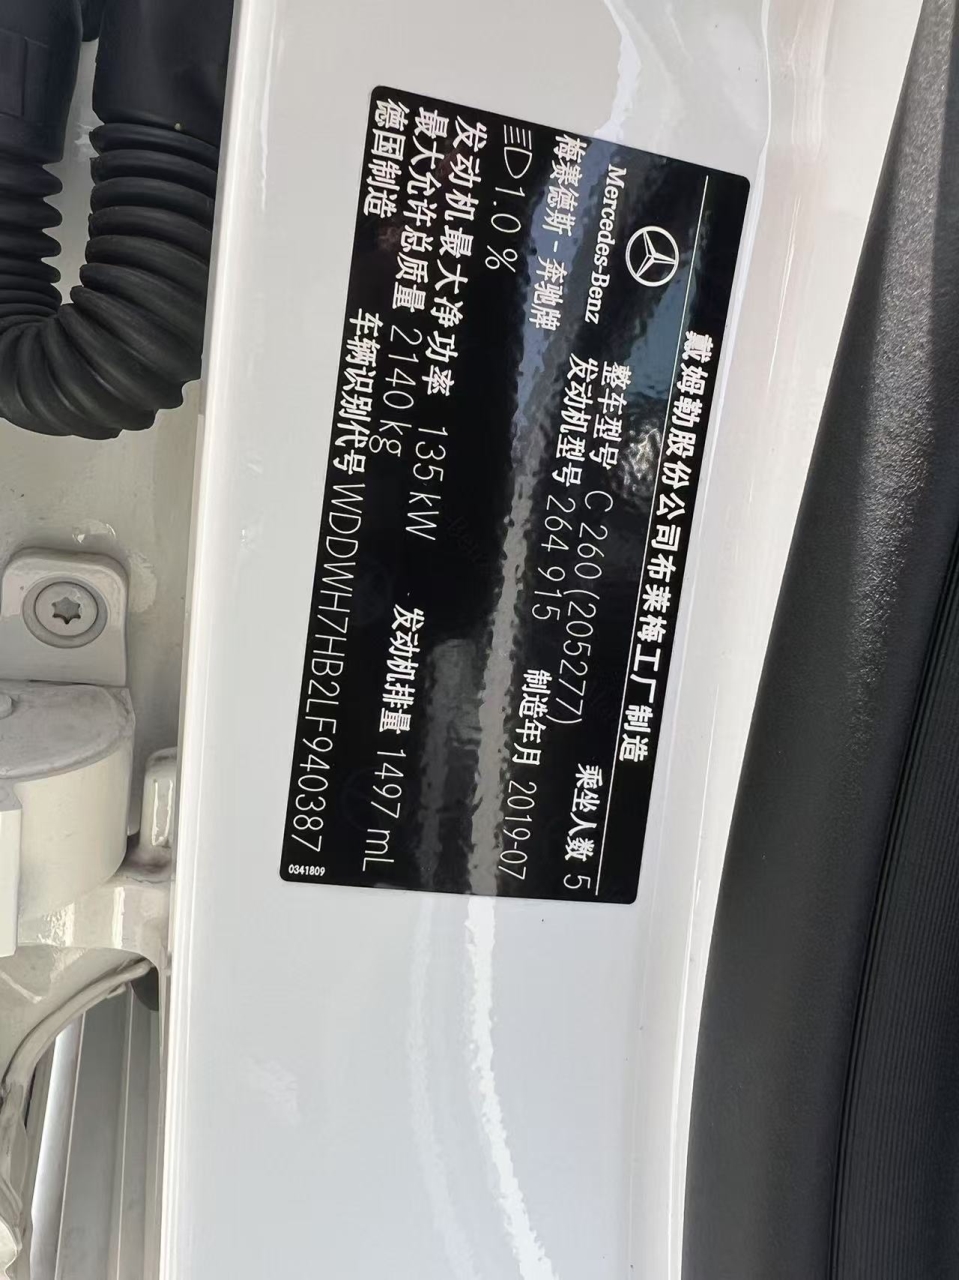 戴姆勒股份公司布莱梅工厂制造
Mercedes-Benz
梅赛德斯-奔驰牌
整车型号 C 260 (205277) 乘坐人数 5
发动机型号 264 915 制造年月 2019-07
1.0 %
发动机最大净功率 135 kW 发动机排量 1497 mL
最大允许总质量 2140 kg
德国制造 车辆识别代号 WDDWH7HB2LF940387
0341809